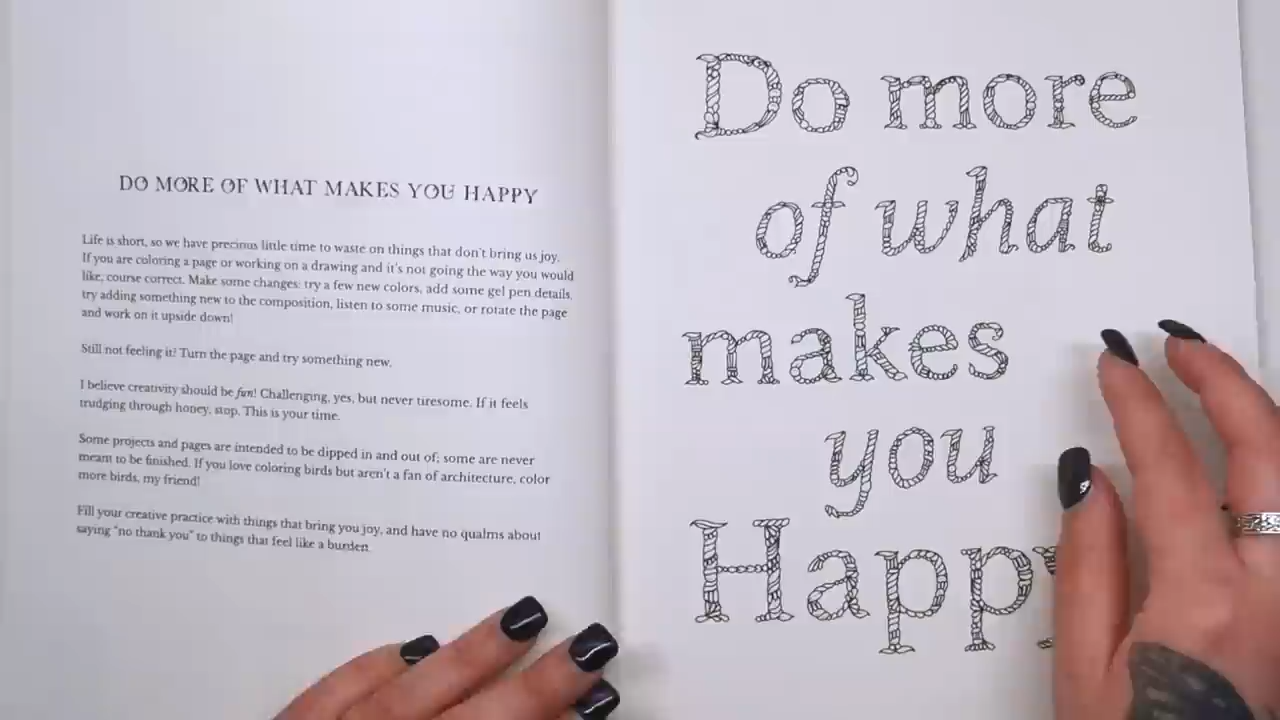 DO MORE OF WHAT MAKES YOU HAPPY
Life is short, so we have precious little time to waste on things that don't bring us joy.
If you are coloring a page or working on a drawing and it's not going the way you would
like, course correct. Make some changes: try a few new colors, add some gel pen details,
try adding something new to the composition, listen to some music, or rotate the page
and work on it upside down!
Still not feeling it? Turn the page and try something new.
I believe creativity should be fun! Challenging, yes, but never tiresome. If it feels
trudging through honey, stop. This is your time.
Some projects and pages are intended to be dipped in and out of; some are never
meant to be finished. If you love coloring birds but aren't a fan of architecture, color
more birds, my friend!
Fill your creative practice with things that bring you joy, and have no qualms about
saying "no thank you" to things that feel like a burden.
Do more
of what
makes
you
Happy